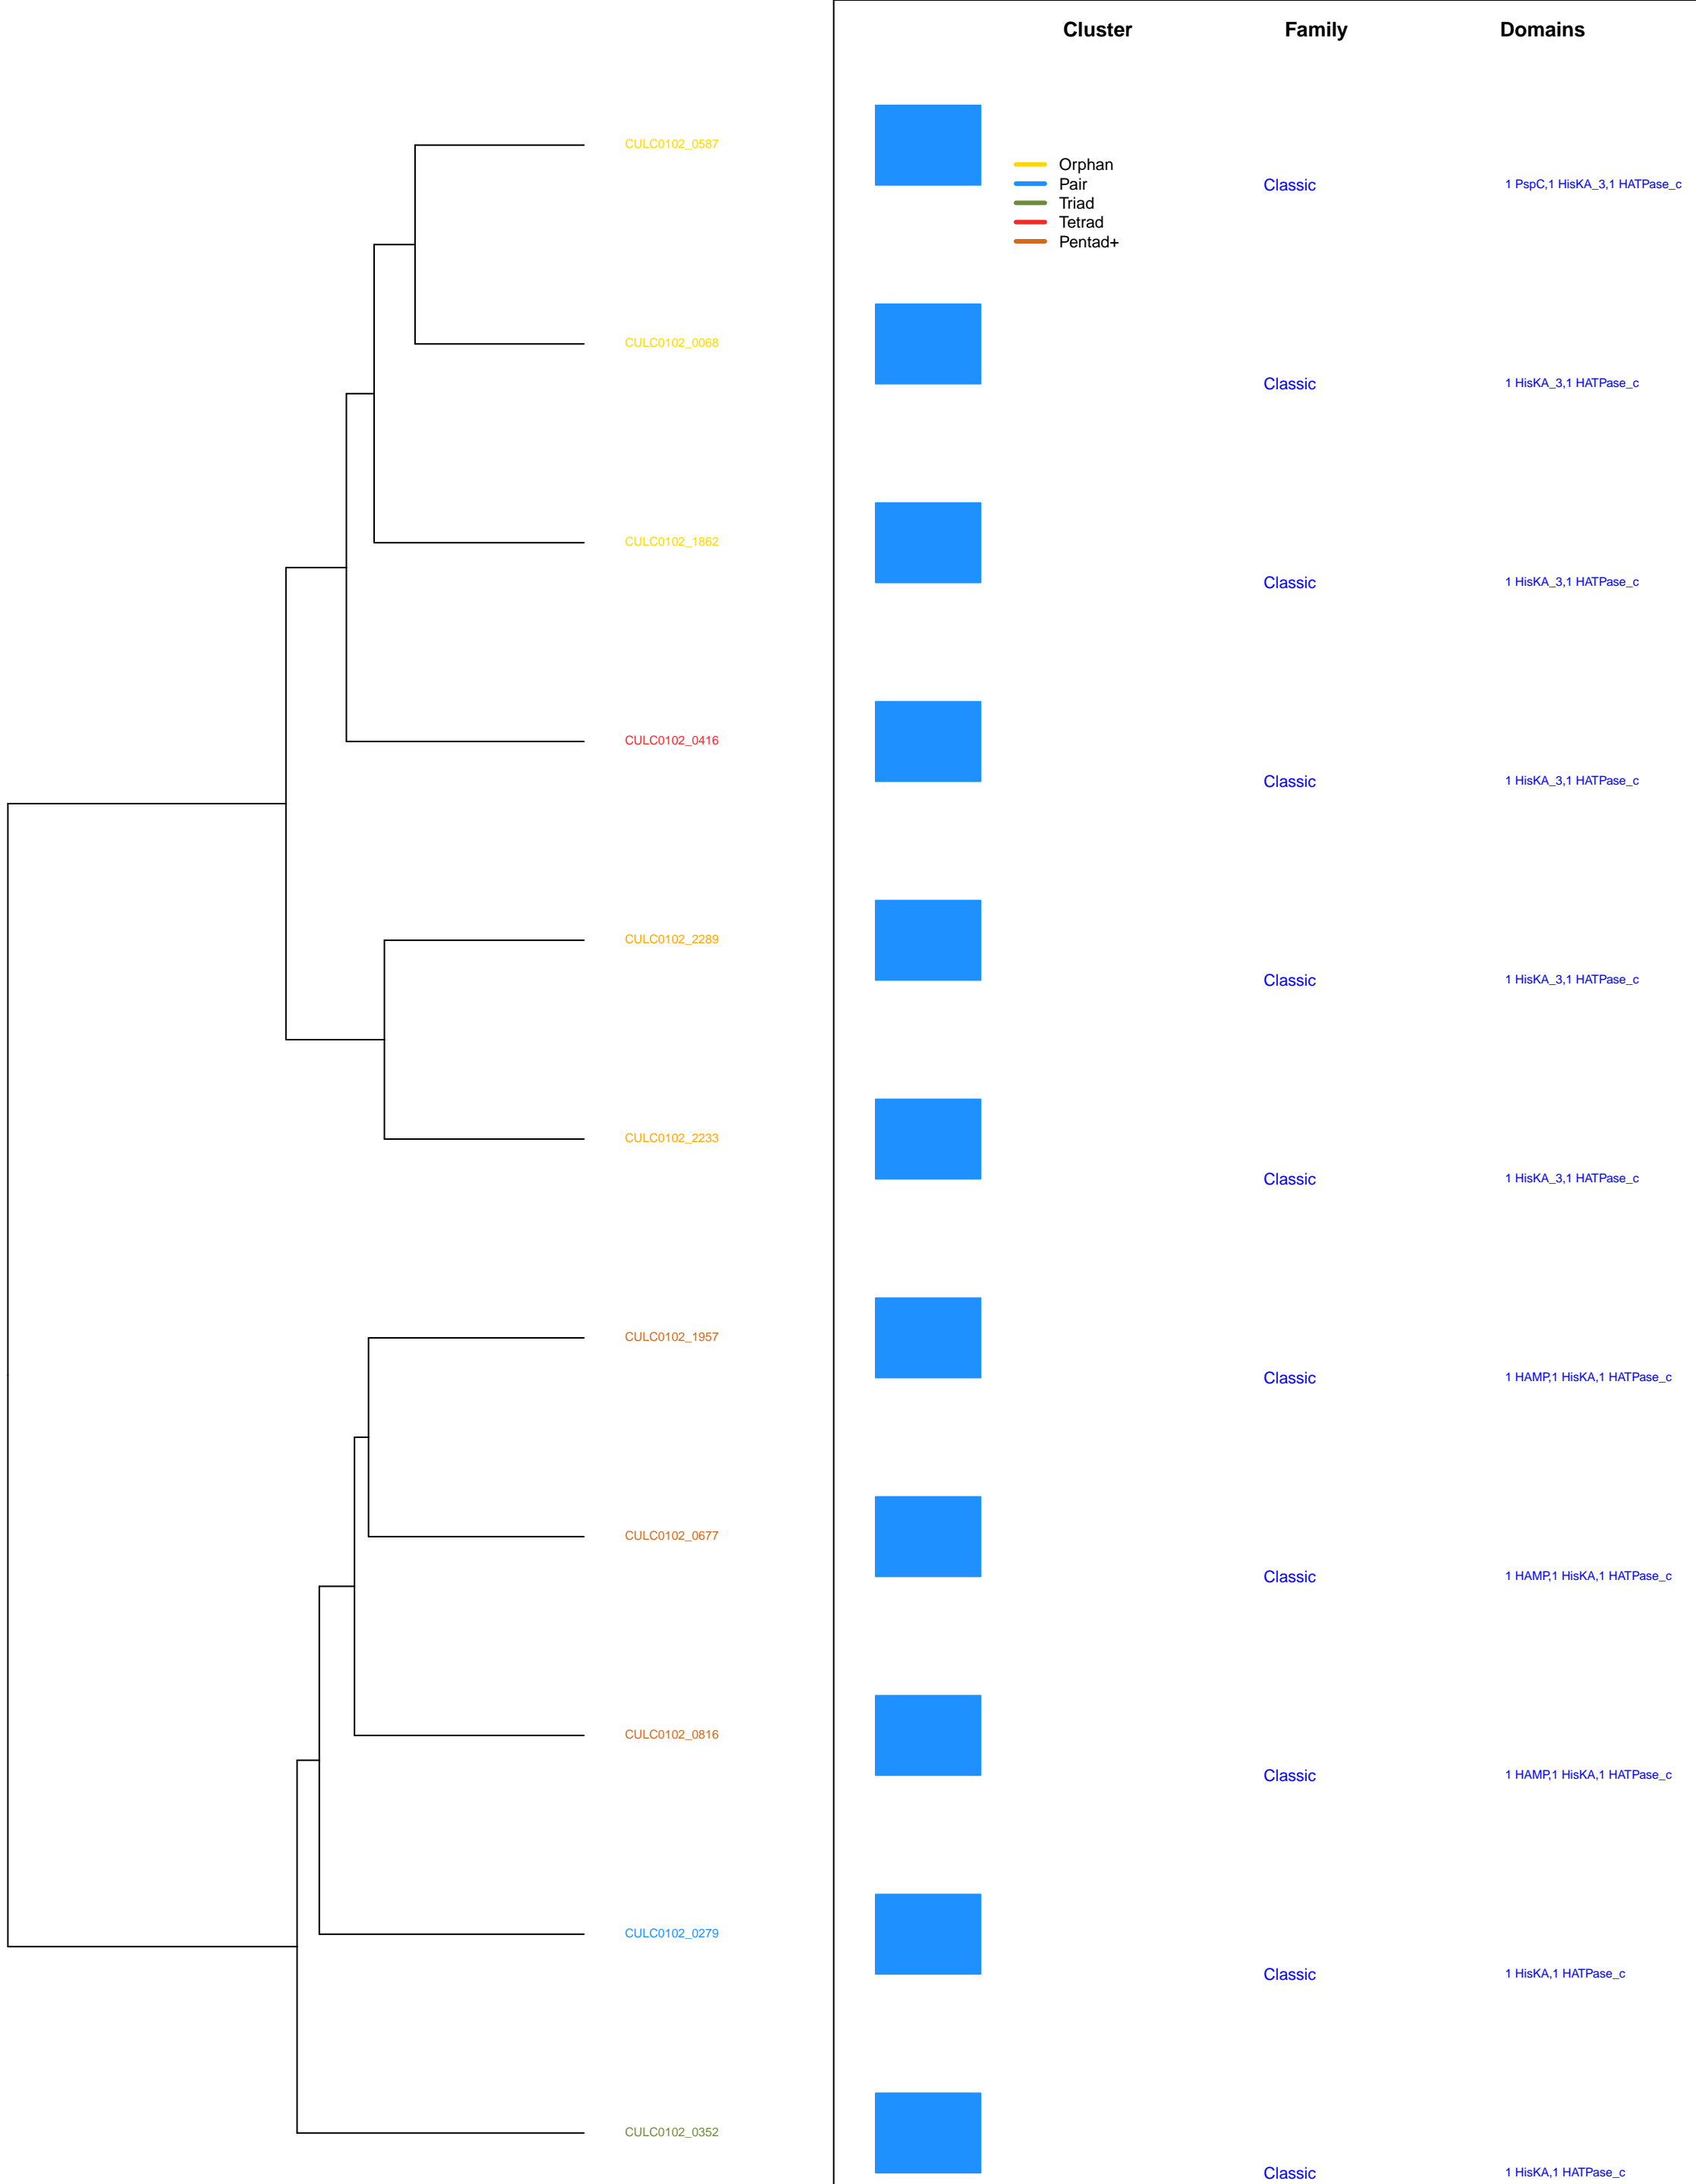 Cluster Family Domains
CULC0102_0587
Orphan
Pair
Triad
Tetrad
Pentad+
Classic 1 PspC,1 HisKA_3,1 HATPase_c
CULC0102_0068
Classic 1 HisKA_3,1 HATPase_c
CULC0102_1862
Classic 1 HisKA_3,1 HATPase_c
CULC0102_0416
Classic 1 HisKA_3,1 HATPase_c
CULC0102_2289
Classic 1 HisKA_3,1 HATPase_c
CULC0102_2233
Classic 1 HisKA_3,1 HATPase_c
CULC0102_1957
Classic 1 HAMP,1 HisKA,1 HATPase_c
CULC0102_0677
Classic 1 HAMP,1 HisKA,1 HATPase_c
CULC0102_0816
Classic 1 HAMP,1 HisKA,1 HATPase_c
CULC0102_0279
Classic 1 HisKA,1 HATPase_c
CULC0102_0352
Classic 1 HisKA,1 HATPase_c